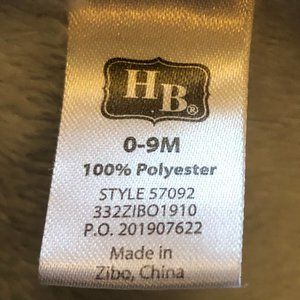 HB®
0-9M
100% Polyester
STYLE 57092
332ZIBO1910
P.O. 201907622
Made in
Zibo, China